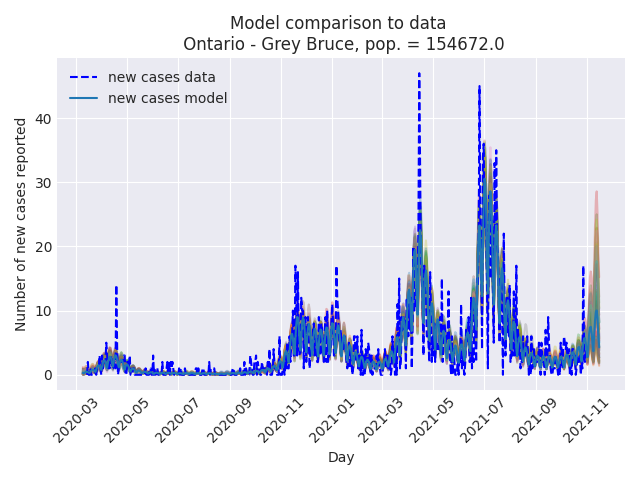 Model comparison to data
Ontario - Grey Bruce, pop. = 154672.0
new cases data
new cases model
Number of new cases reported
40
30
20
10
0
2020-03
2020-05
2020-07
2020-09
2020-11
2021-01
2021-03
2021-05
2021-07
2021-09
2021-11
Day